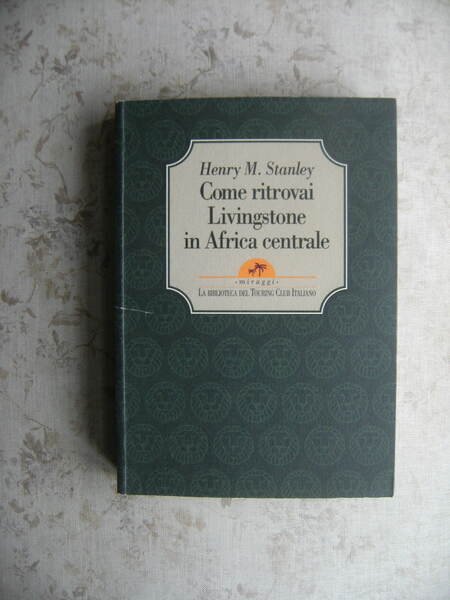 Henry M. Stanley
Come ritrovai
Livingstone
in Africa centrale
· miraggi ·
La biblioteca del Touring Club Italiano